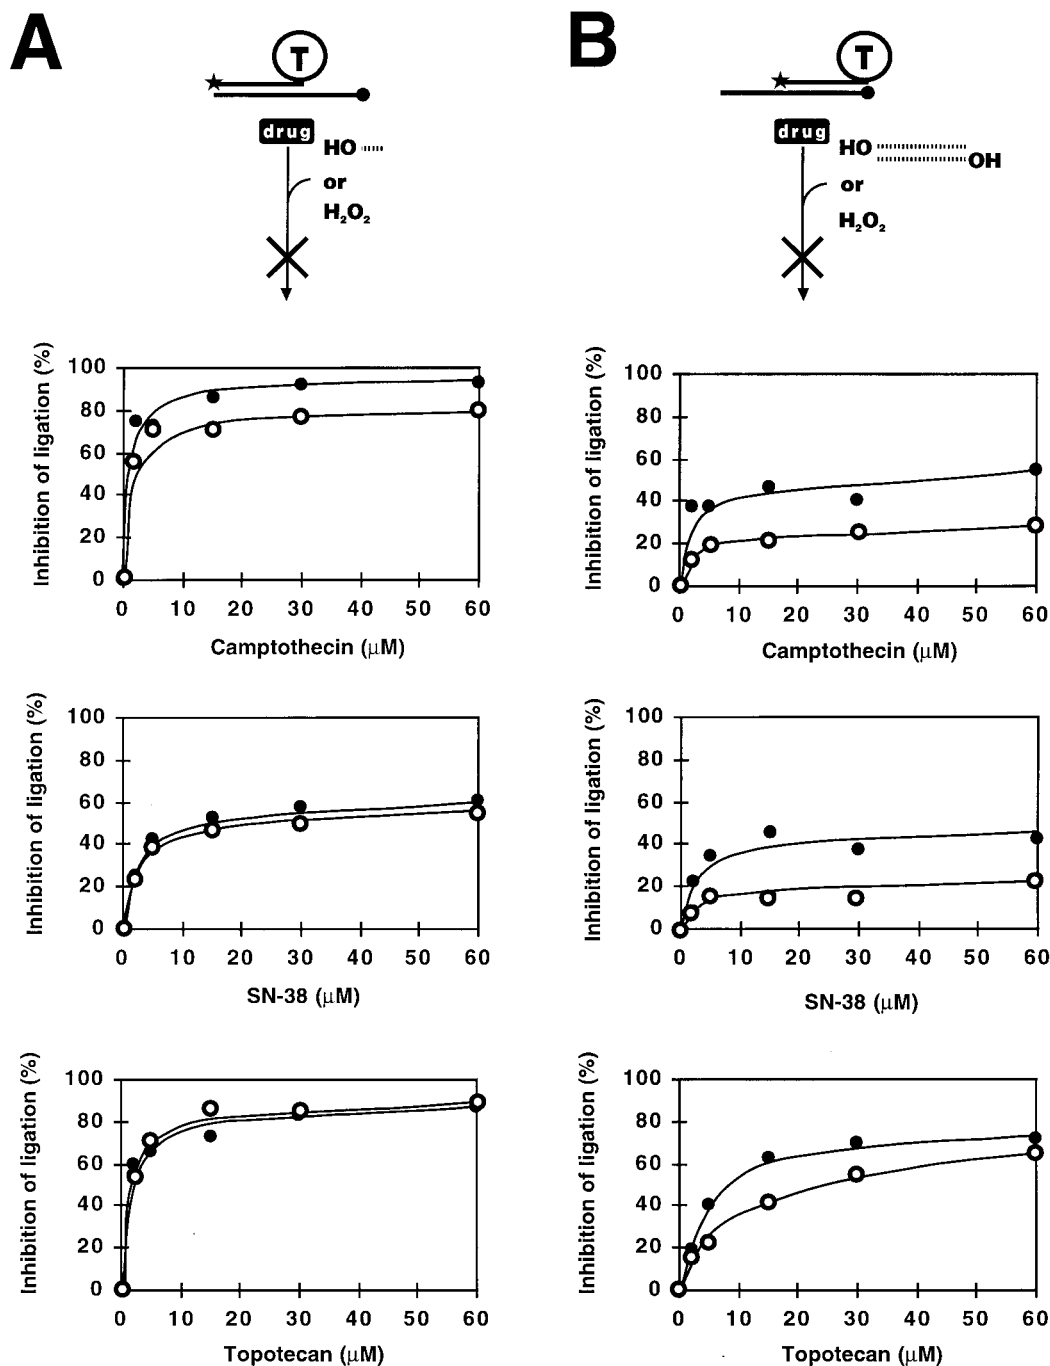 A
T
drug
HO
or
H₂O₂
B
T
drug
HO
OH
or
H₂O₂
Inhibition of ligation (%)
100
80
60
40
20
0
0 10 20 30 40 50 60
Camptothecin (μM)
Inhibition of ligation (%)
100
80
60
40
20
0
0 10 20 30 40 50 60
Camptothecin (μM)
Inhibition of ligation (%)
100
80
60
40
20
0
0 10 20 30 40 50 60
SN-38 (μM)
Inhibition of ligation (%)
100
80
60
40
20
0
0 10 20 30 40 50 60
SN-38 (μM)
Inhibition of ligation (%)
100
80
60
40
20
0
0 10 20 30 40 50 60
Topotecan (μM)
Inhibition of ligation (%)
100
80
60
40
20
0
0 10 20 30 40 50 60
Topotecan (μM)